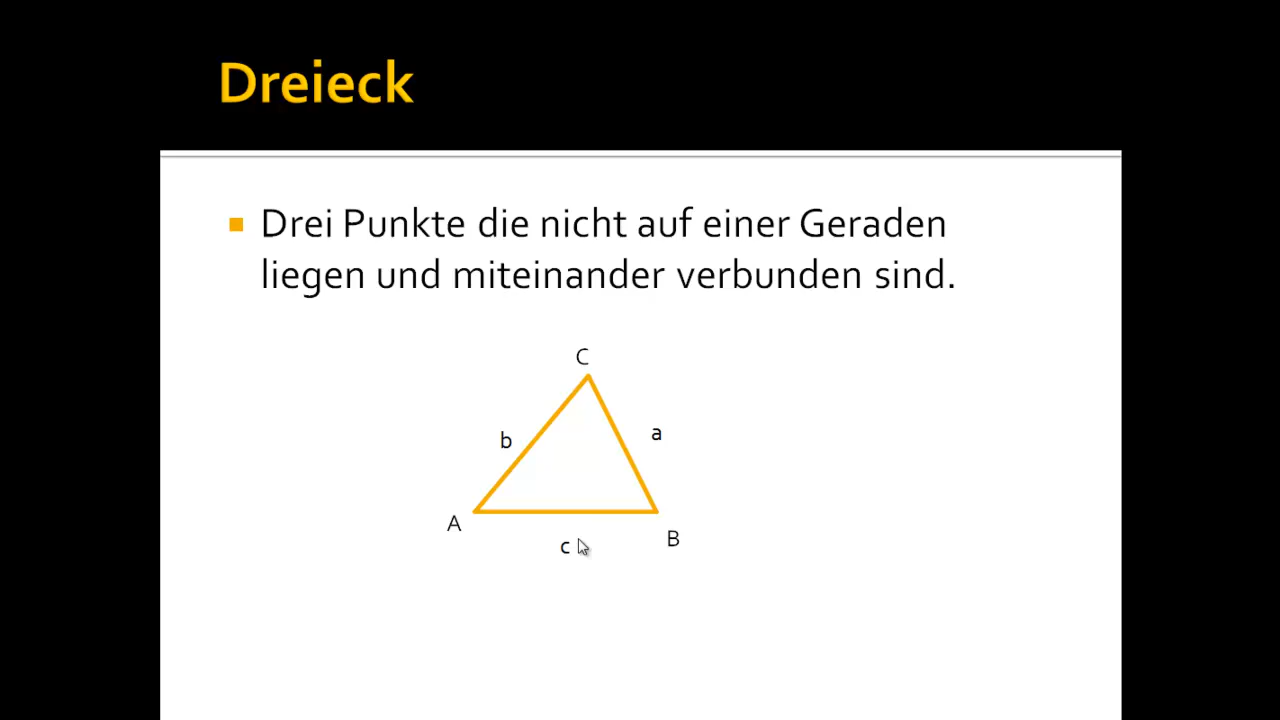 Dreieck
Drei Punkte die nicht auf einer Geraden
liegen und miteinander verbunden sind.
C
b
a
A
B
c